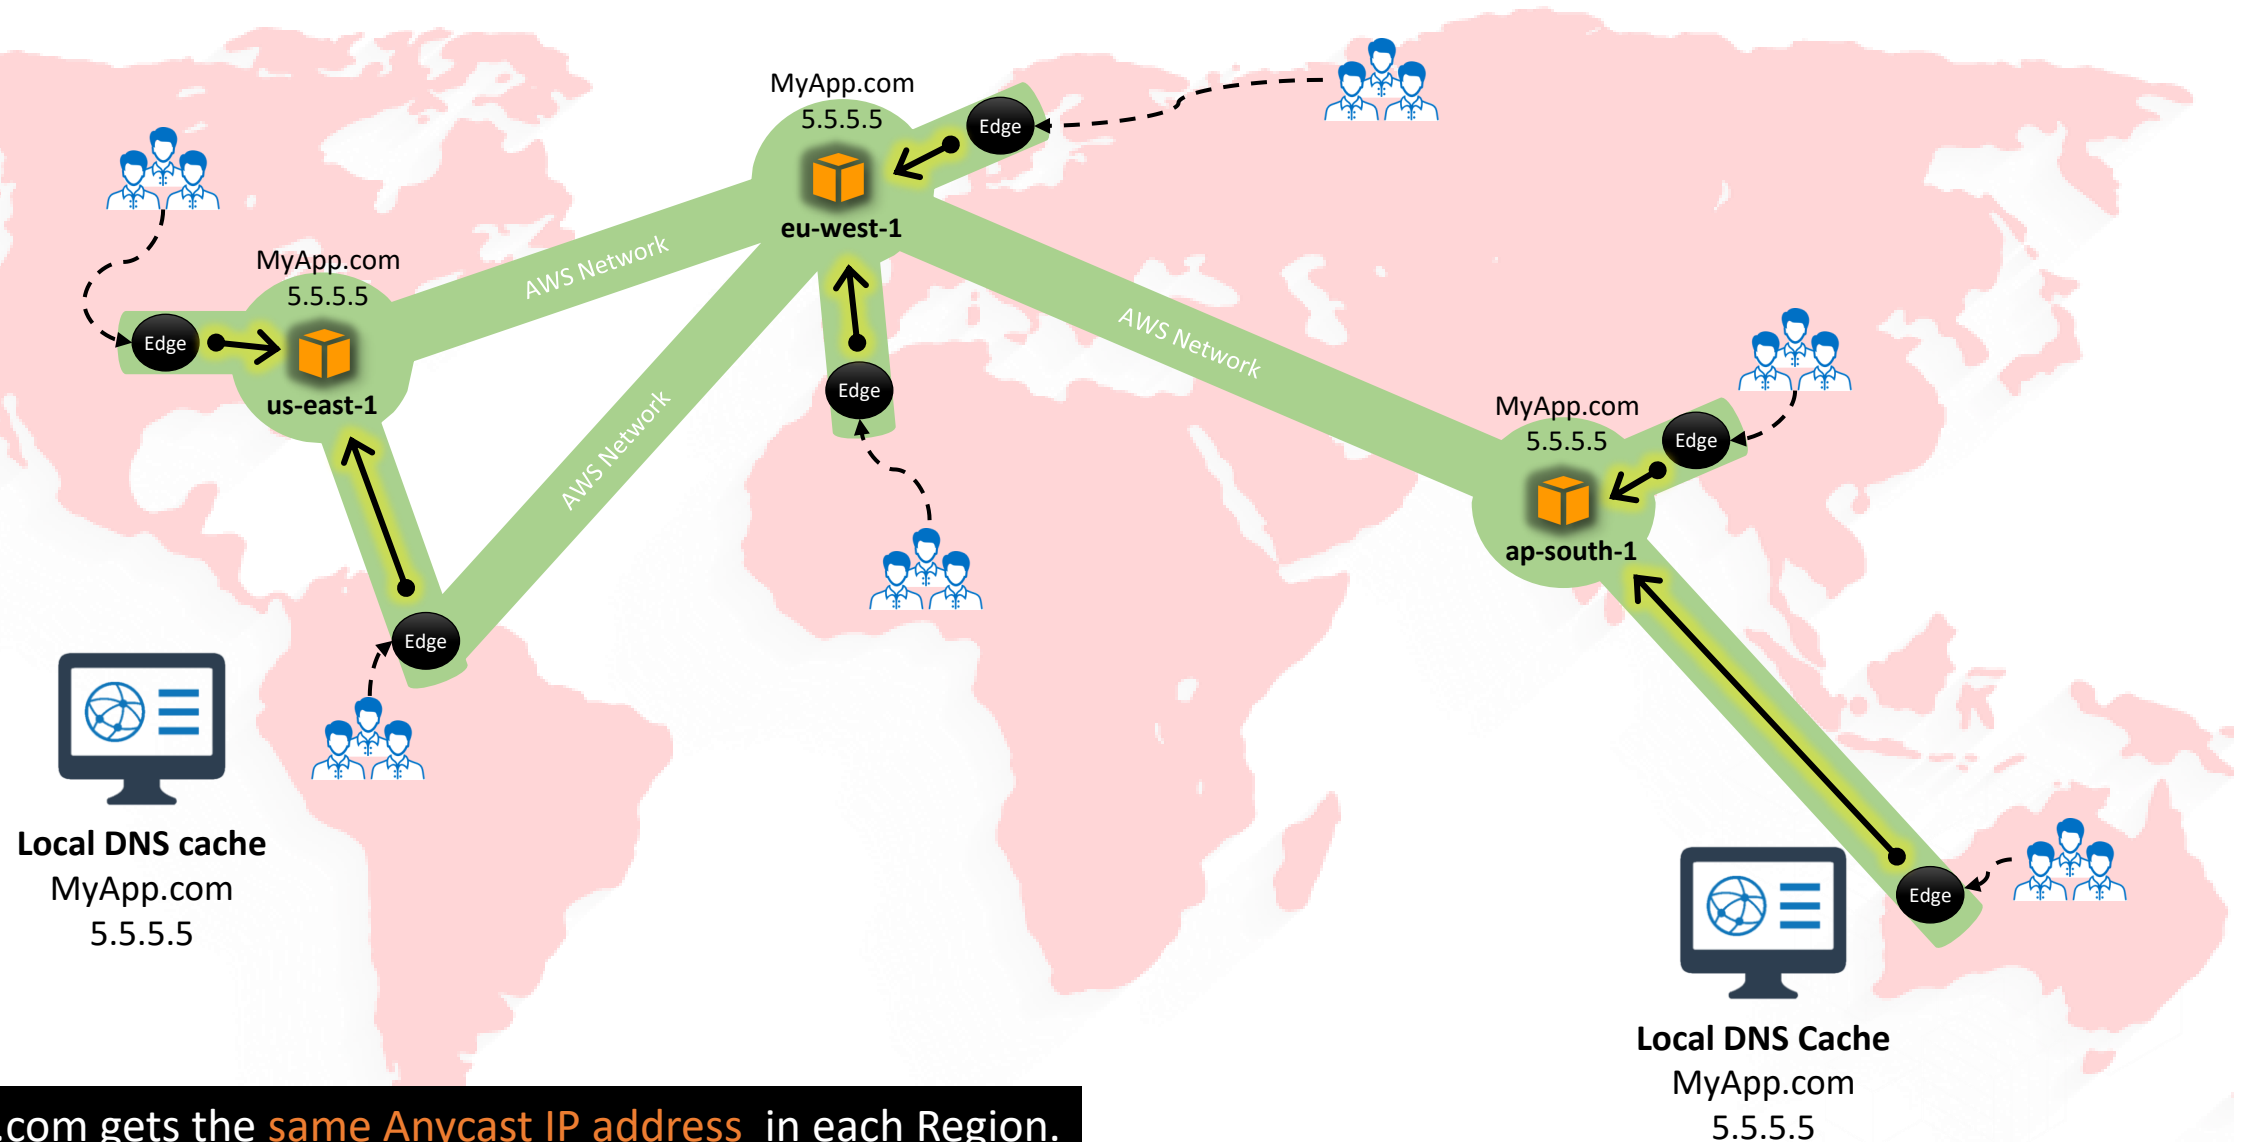 MyApp.com
5.5.5.5
Edge
eu-west-1
MyApp.com
5.5.5.5
Edge
us-east-1
AWS Network
AWS Network
AWS Network
Edge
MyApp.com
5.5.5.5
Edge
ap-south-1
Edge
Edge
Local DNS cache
MyApp.com
5.5.5.5
Local DNS Cache
MyApp.com
5.5.5.5
.com gets the same Anycast IP address in each Region.